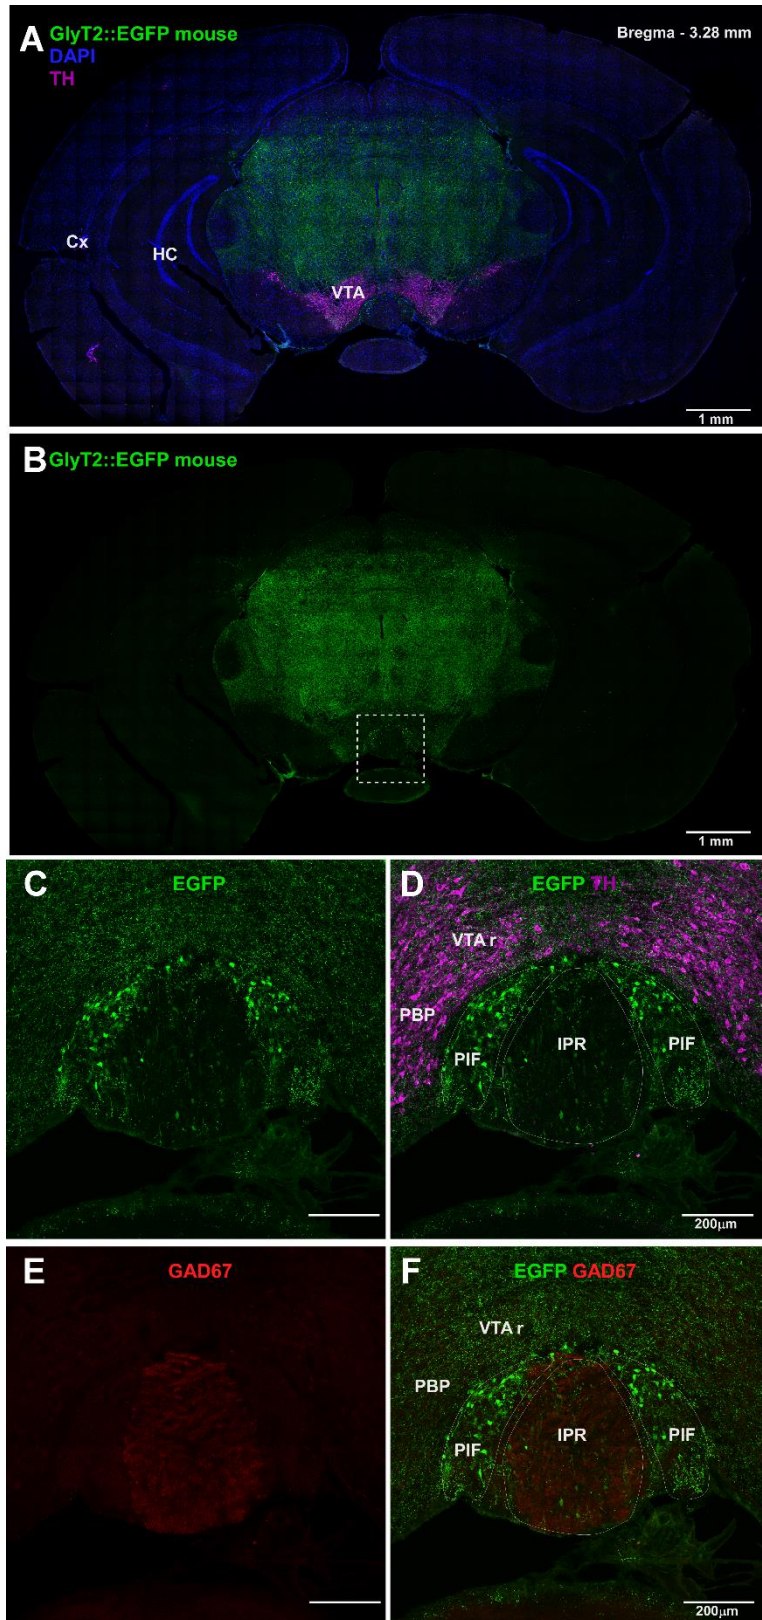 A GlyT2::EGFP mouse
DAPI
TH
Bregma - 3.28 mm
Cx
HC
VTA
1 mm
B GlyT2::EGFP mouse
1 mm
C EGFP
D EGFP TH
VTA r
PBP
PIF
IPR
PIF
200µm
E GAD67
F EGFP GAD67
VTA r
PBP
PIF
IPR
PIF
200µm